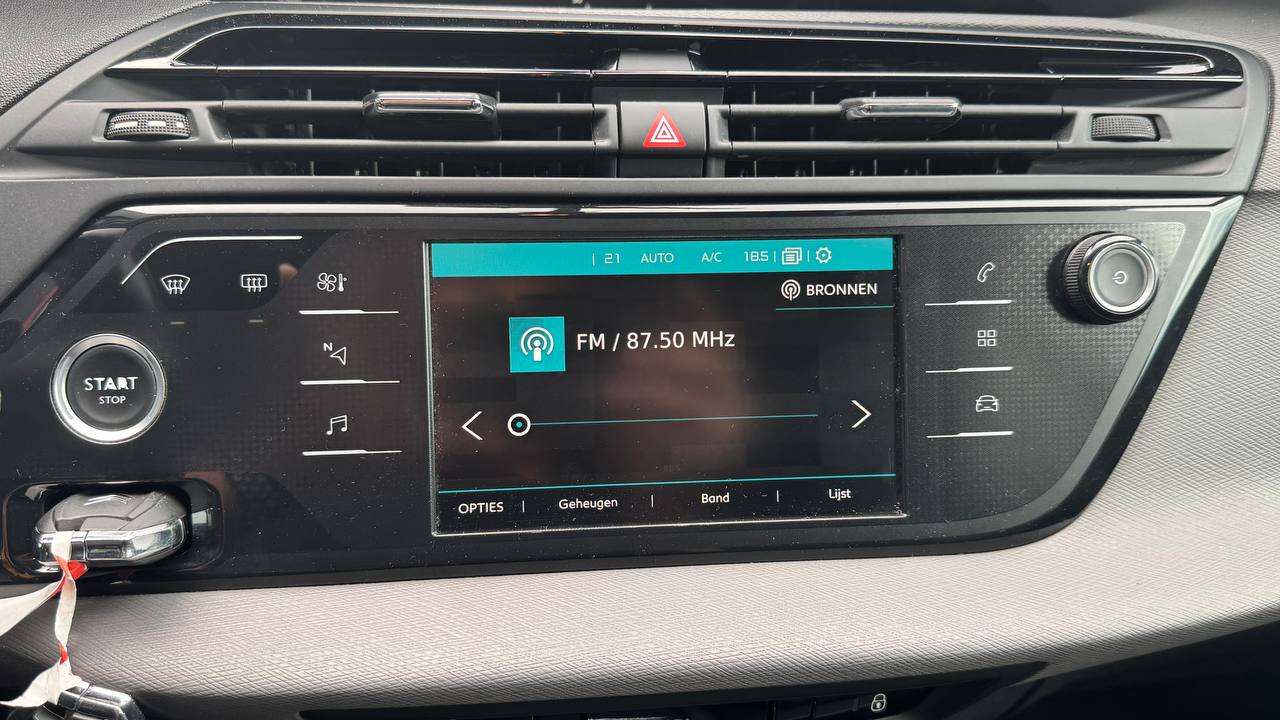 21 AUTO A/C 18.5
BRONNEN
FM / 87.50 MHz
START
STOP
N
OPTIES Geheugen Band Lijst